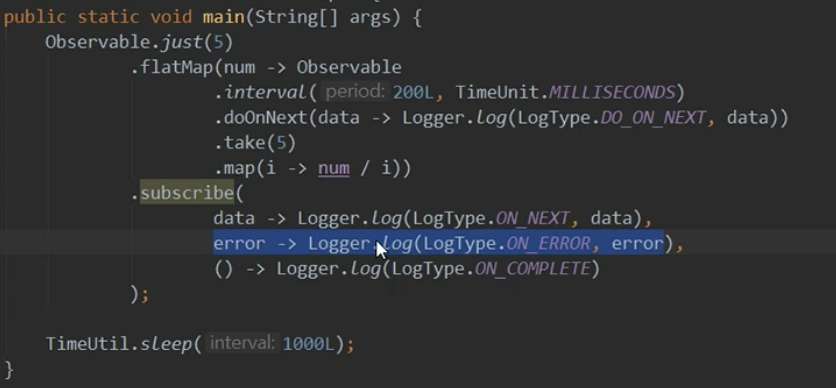 public static void main(String[] args) {
    Observable.just(5)
            .flatMap(num -> Observable
                    .interval( period: 200L, TimeUnit.MILLISECONDS)
                    .doOnNext(data -> Logger.log(LogType.DO_ON_NEXT, data))
                    .take(5)
                    .map(i -> num / i))
            .subscribe(
                    data -> Logger.log(LogType.ON_NEXT, data),
                    error -> Logger.log(LogType.ON_ERROR, error),
                    () -> Logger.log(LogType.ON_COMPLETE)
            );
    TimeUtil.sleep( interval: 1000L);
}